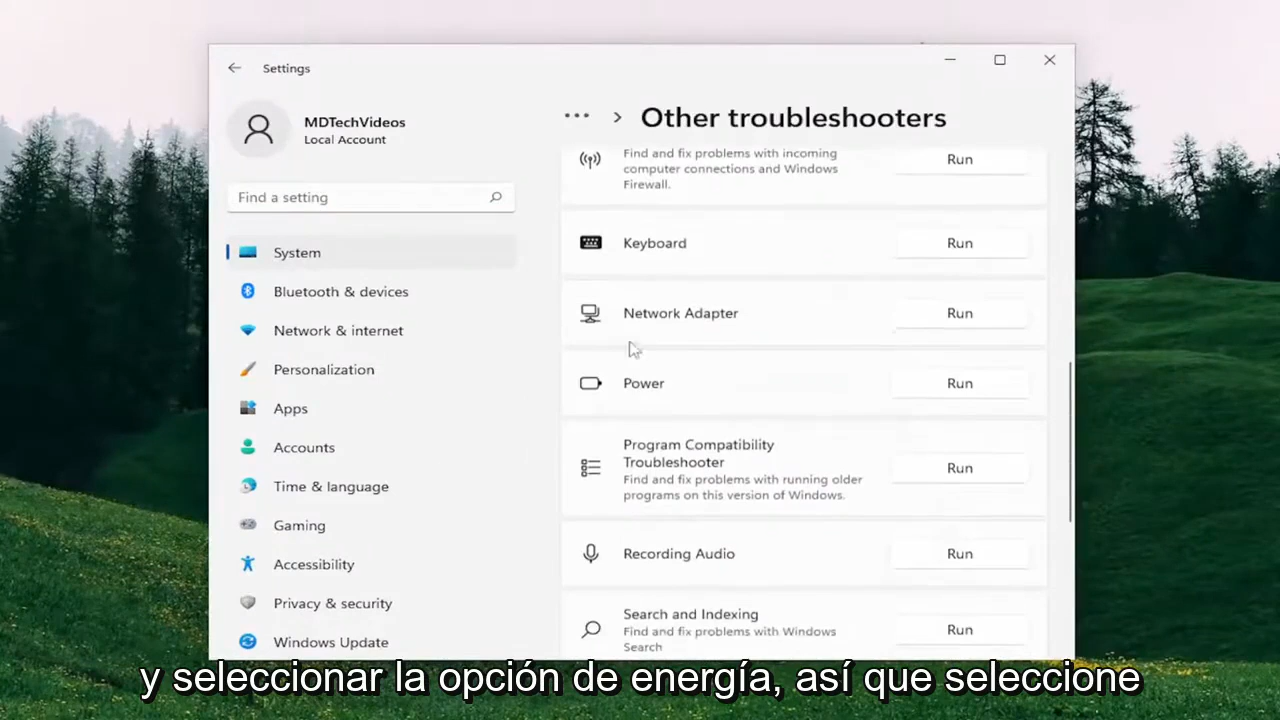 Settings
MDTechVideos
Local Account
Find a setting
System
Bluetooth & devices
Network & internet
Personalization
Apps
Accounts
Time & language
Gaming
Accessibility
Privacy & security
Windows Update
... > Other troubleshooters
Find and fix problems with incoming
computer connections and Windows
Firewall.
Run
Keyboard
Run
Network Adapter
Run
Power
Run
Program Compatibility
Troubleshooter
Find and fix problems with running older
programs on this version of Windows.
Run
Recording Audio
Run
Search and Indexing
Find and fix problems with Windows
Search
Run
y seleccionar la opción de energía, así que seleccione